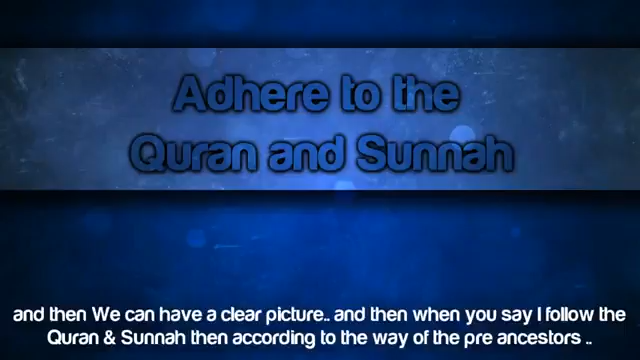 Adhere to the
Quran and Sunnah
and then We can have a clear picture.. and then when you say I follow the
Quran & Sunnah then according to the way of the pre ancestors ..